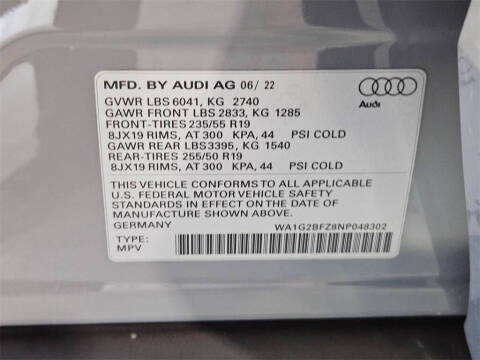 MFD. BY AUDI AG 06/ 22
GVWR LBS 6041, KG 2740
GAWR FRONT LBS 2833, KG 1285
FRONT-TIRES 235/55 R19
8JX19 RIMS, AT 300 KPA, 44 PSI COLD
GAWR REAR LBS3395, KG 1540
REAR-TIRES 255/50 R19
8JX19 RIMS, AT 300 KPA, 44 PSI COLD
Audi
THIS VEHICLE CONFORMS TO ALL APPLICABLE
U.S. FEDERAL MOTOR VEHICLE SAFETY
STANDARDS IN EFFECT ON THE DATE OF
MANUFACTURE SHOWN ABOVE.
GERMANY WA1G2BFZ8NP048302
TYPE:
MPV